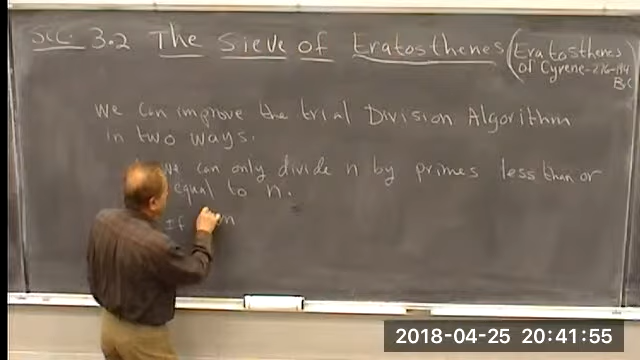 Sec. 3.2 The Sieve of Eratosthenes (Eratosthenes
of Cyrene-276-194
BC
We can improve the trial Division Algorithm
in two ways.
we can only divide n by primes less than or
equal to n.
If n
2018-04-25 20:41:55